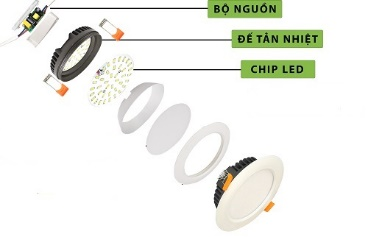 BỘ NGUỒN
ĐẾ TẢN NHIỆT
CHIP LED